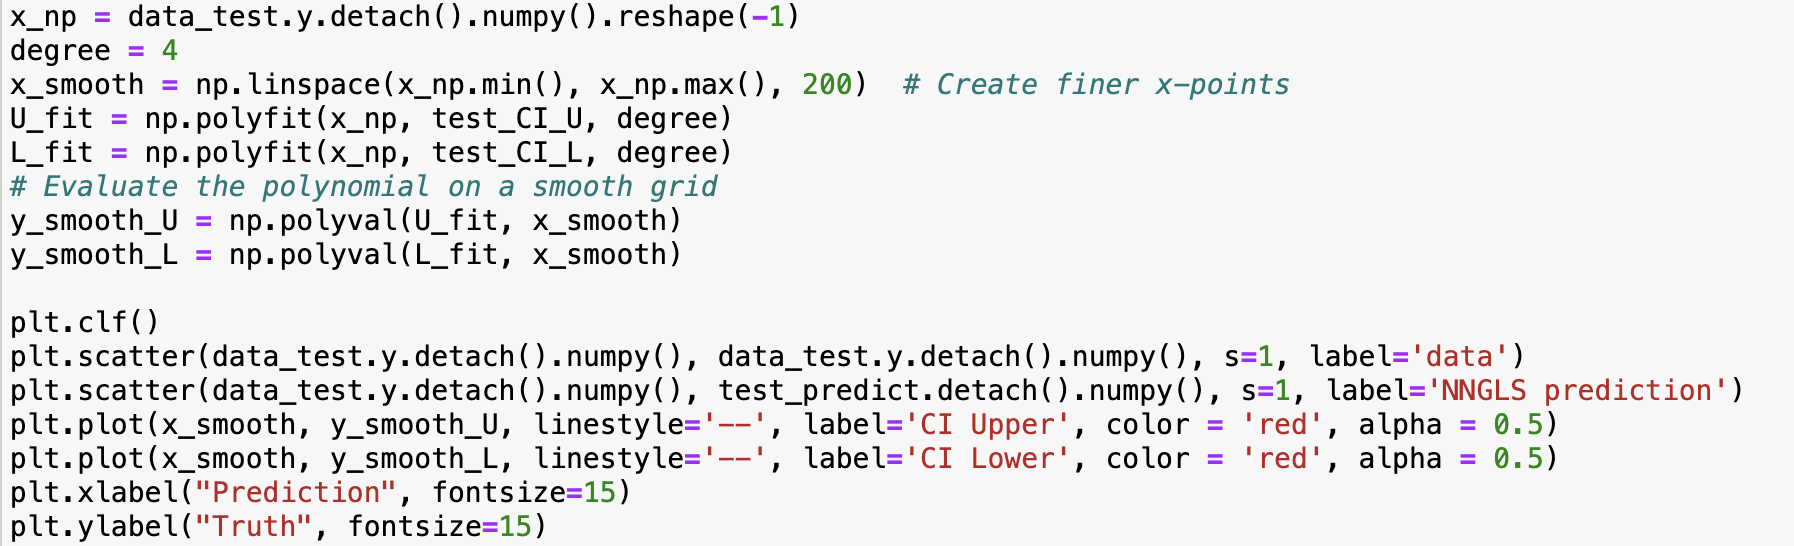 x_np = data_test.y.detach().numpy().reshape(-1)
degree = 4
x_smooth = np.linspace(x_np.min(), x_np.max(), 200)  # Create finer x-points
U_fit = np.polyfit(x_np, test_CI_U, degree)
L_fit = np.polyfit(x_np, test_CI_L, degree)
# Evaluate the polynomial on a smooth grid
y_smooth_U = np.polyval(U_fit, x_smooth)
y_smooth_L = np.polyval(L_fit, x_smooth)

plt.clf()
plt.scatter(data_test.y.detach().numpy(), data_test.y.detach().numpy(), s=1, label='data')
plt.scatter(data_test.y.detach().numpy(), test_predict.detach().numpy(), s=1, label='NNGLS prediction')
plt.plot(x_smooth, y_smooth_U, linestyle='--', label='CI Upper', color = 'red', alpha = 0.5)
plt.plot(x_smooth, y_smooth_L, linestyle='--', label='CI Lower', color = 'red', alpha = 0.5)
plt.xlabel("Prediction", fontsize=15)
plt.ylabel("Truth", fontsize=15)